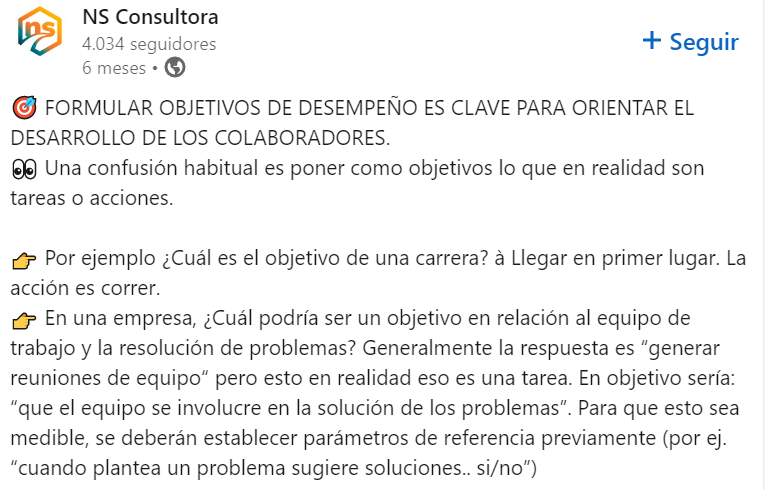 ns
NS Consultora
4.034 seguidores
6 meses •
+ Seguir
🎯 FORMULAR OBJETIVOS DE DESEMPEÑO ES CLAVE PARA ORIENTAR EL
DESARROLLO DE LOS COLABORADORES.
👀 Una confusión habitual es poner como objetivos lo que en realidad son
tareas o acciones.
👉 Por ejemplo ¿Cuál es el objetivo de una carrera? à Llegar en primer lugar. La
acción es correr.
👉 En una empresa, ¿Cuál podría ser un objetivo en relación al equipo de
trabajo y la resolución de problemas? Generalmente la respuesta es “generar
reuniones de equipo“ pero esto en realidad eso es una tarea. En objetivo sería:
“que el equipo se involucre en la solución de los problemas”. Para que esto sea
medible, se deberán establecer parámetros de referencia previamente (por ej.
“cuando plantea un problema sugiere soluciones.. si/no”)